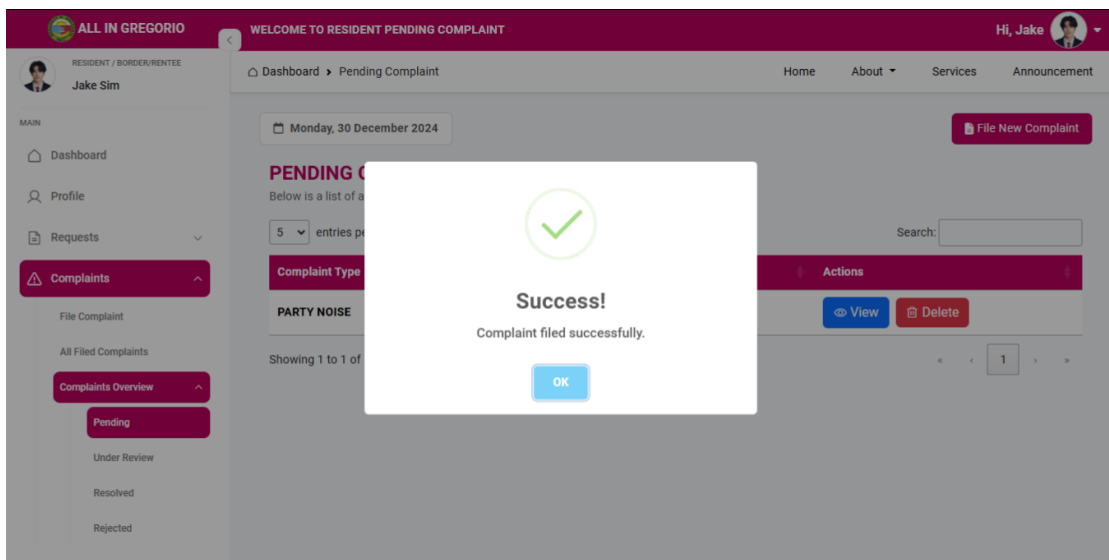 ALL IN GREGORIO
WELCOME TO RESIDENT PENDING COMPLAINT
Hi, Jake
RESIDENT / BORDER/RENTEE
Jake Sim
Dashboard > Pending Complaint
Home About Services Announcement
MAIN
Dashboard
Profile
Requests
Complaints
File Complaint
All Filed Complaints
Complaints Overview
Pending
Under Review
Resolved
Rejected
Monday, 30 December 2024
File New Complaint
PENDING
Below is a list of
5 entries
Search:
Complaint Type Actions
PARTY NOISE View Delete
Showing 1 to 1 of
« ‹ 1 › »
Success!
Complaint filed successfully.
OK